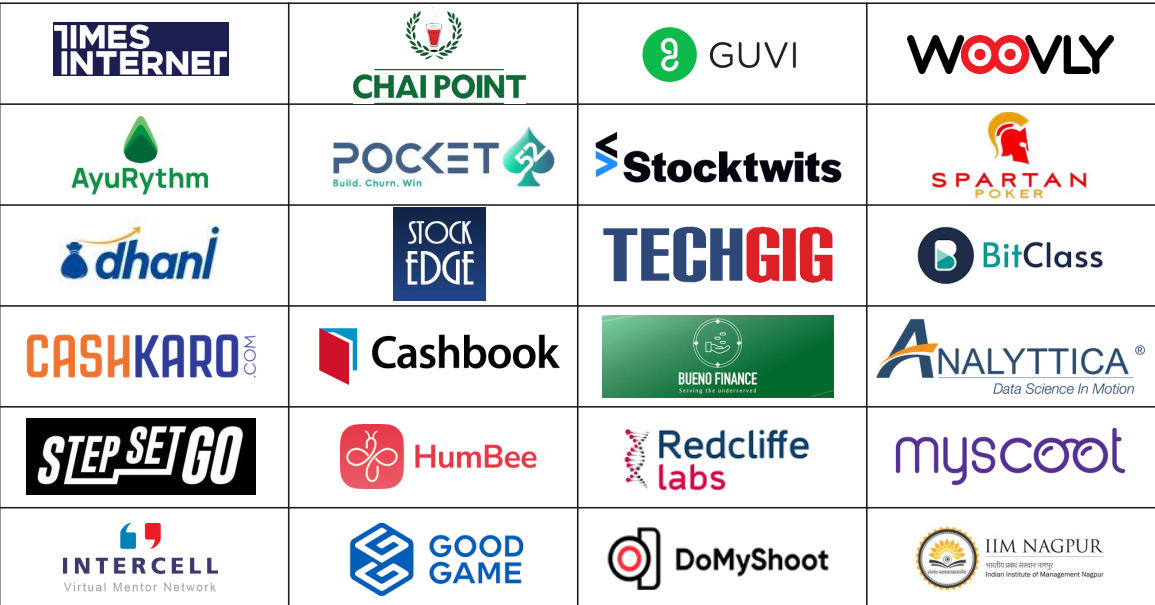 TIMES
INTERNET
CHAI POINT
GUVI
WOOVLY
AyuRythm
POCKET 52
Build. Churn. Win
Stocktwits
SPARTAN
POKER
dhani
STOCK
EDGE
TECHGIG
BitClass
CASHKARO.COM
Cashbook
BUENO FINANCE
Serving the underserved
ANALYTTICA ®
Data Science In Motion
STEP SET GO
HumBee
Redcliffe
labs
myscoot
INTERCELL
Virtual Mentor Network
GOOD
GAME
DoMyShoot
IIM NAGPUR
भारतीय प्रबंध संस्थान नागपुर
Indian Institute of Management Nagpur